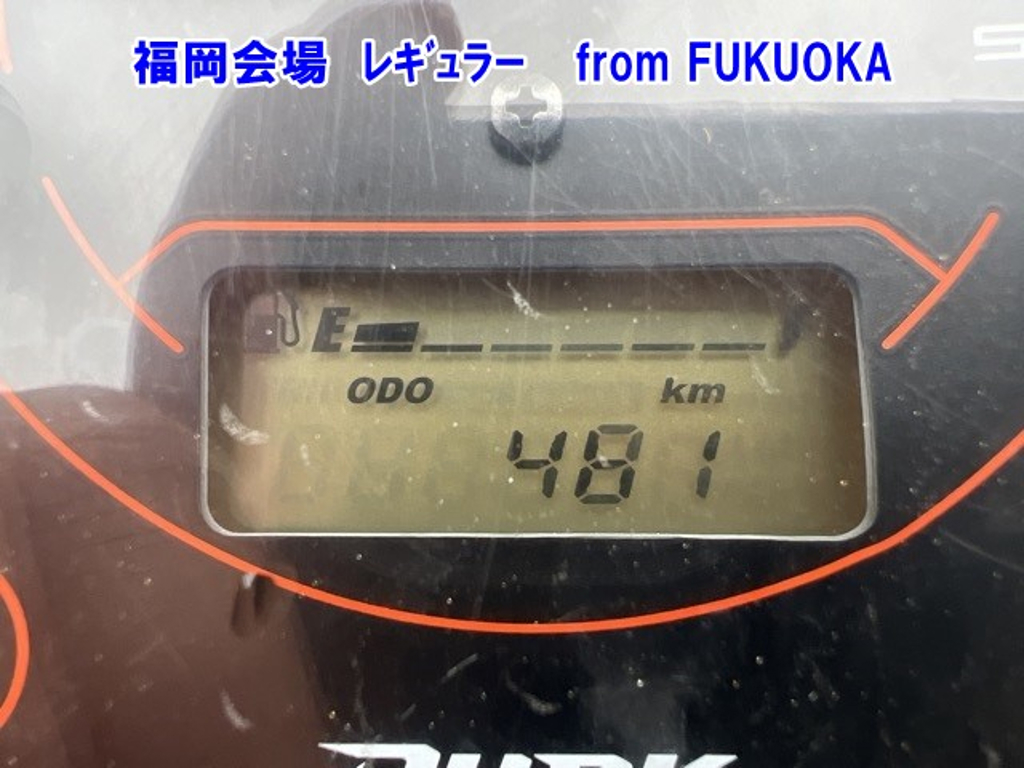 福岡会場 ﾚｷﾞｭﾗｰ from FUKUOKA
E
ODO km
481